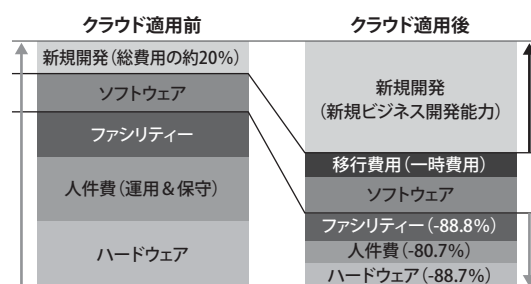 クラウド適用前
新規開発（総費用の約20%）
ソフトウェア
ファシリティー
人件費（運用＆保守）
ハードウェア
クラウド適用後
新規開発
（新規ビジネス開発能力）
移行費用（一時費用）
ソフトウェア
ファシリティー（-88.8%）
人件費（-80.7%）
ハードウェア（-88.7%）